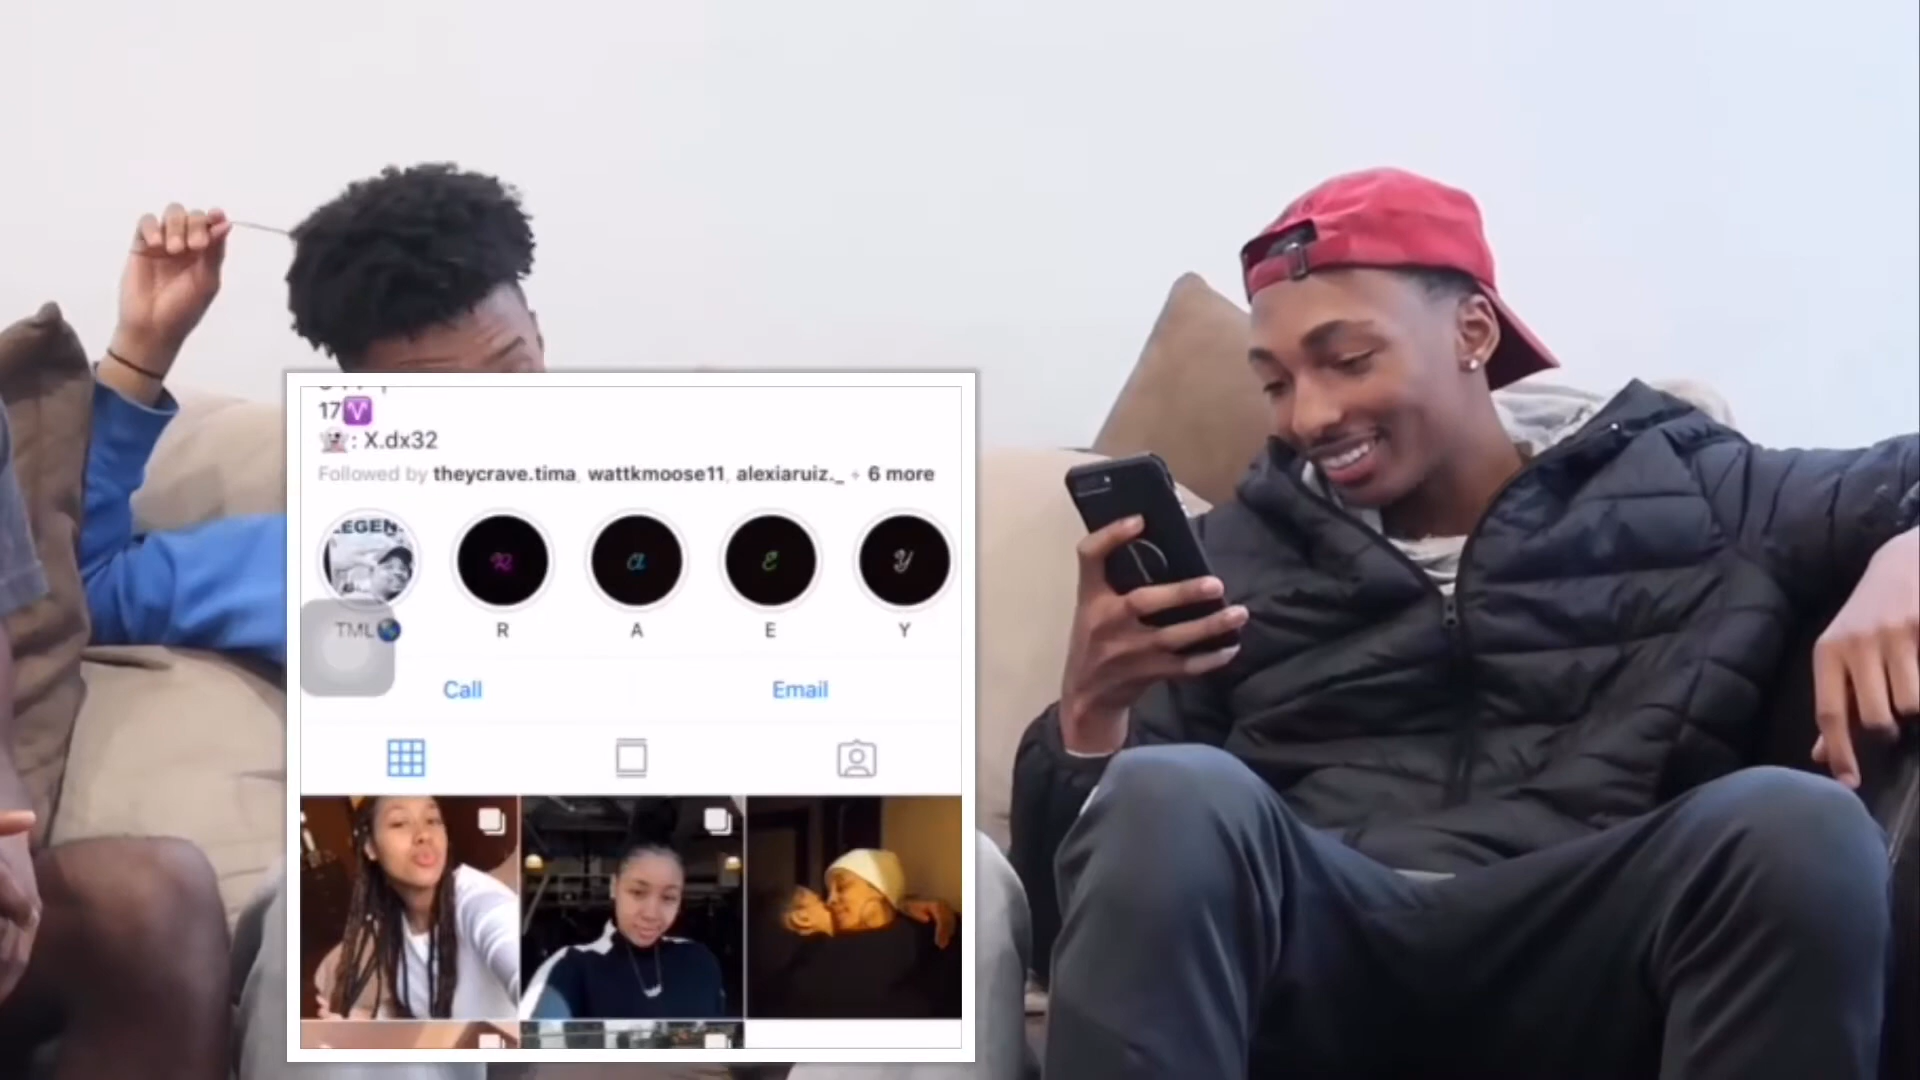 17♈
👻: X.dx32
Followed by theycrave.tima, wattkmoose11, alexiaruiz._ + 6 more
LEGEN
R
A
E
Y
TML🌎
R
A
E
Y
Call
Email